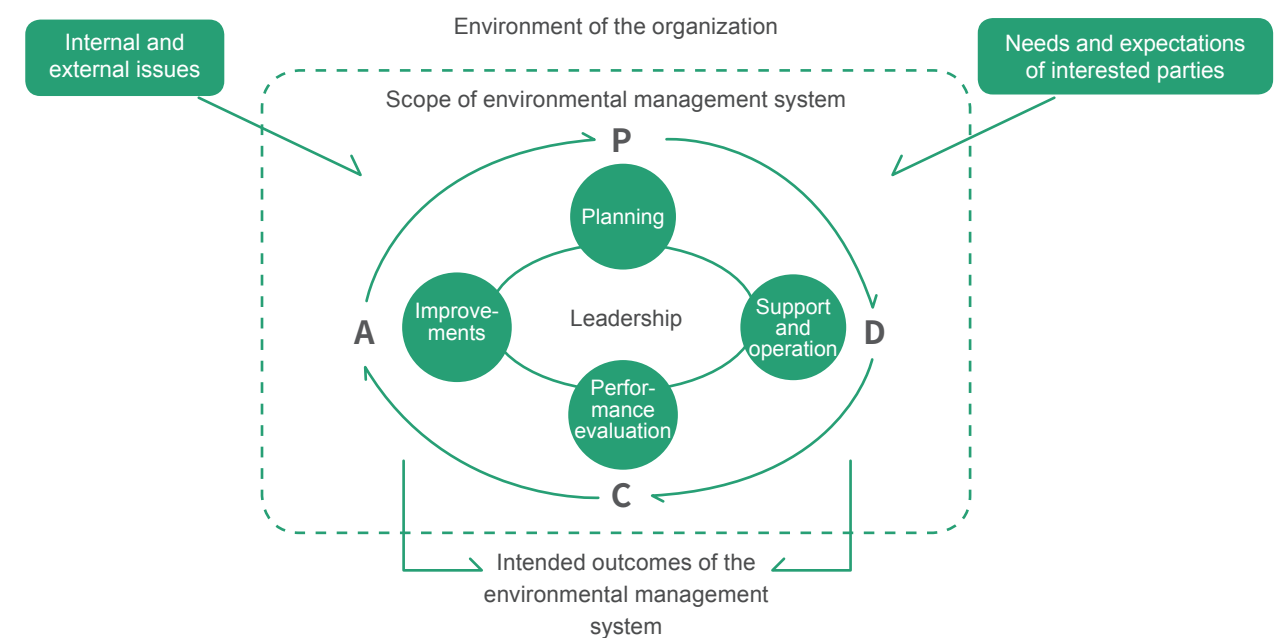 Environment of the organization
Internal and
external issues
Needs and expectations
of interested parties
Scope of environmental management system
P
Planning
A
Improve-
ments
Leadership
Support
and
operation
D
Perfor-
mance
evaluation
C
Intended outcomes of the
environmental management
system